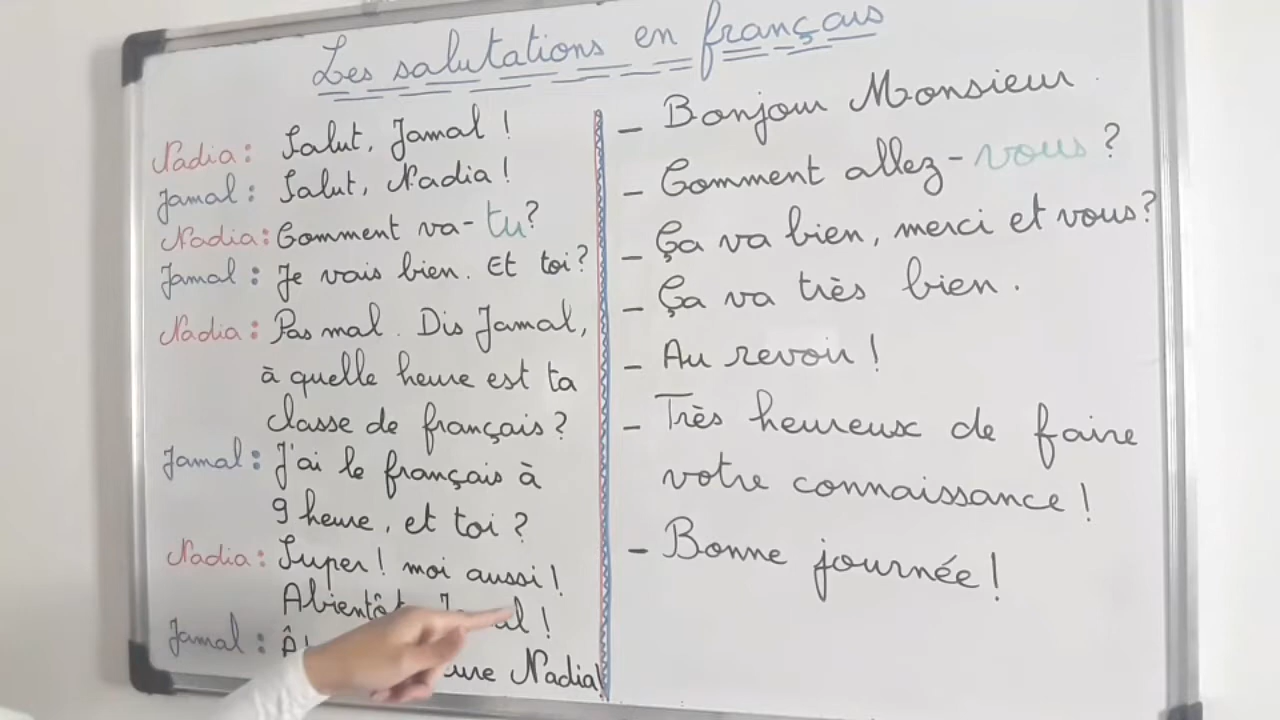 Les salutations en français
Nadia: Salut, Jamal !
Jamal : Salut, Nadia !
Nadia : Comment va-tu?
Jamal : Je vais bien. Et toi?
Nadia : Pas mal. Dis Jamal,
à quelle heure est ta
classe de français?
Jamal : J'ai le français à
9 heure, et toi ?
Nadia : Super! moi aussi!
Abientôt !
Jamal :
Nadia!
- Bonjour Monsieur.
- Comment allez-vous ?
- Ça va bien, merci et vous?
- Ça va très bien.
- Au revoir !
- Très heureux de faire
votre connaissance !
- Bonne journée !